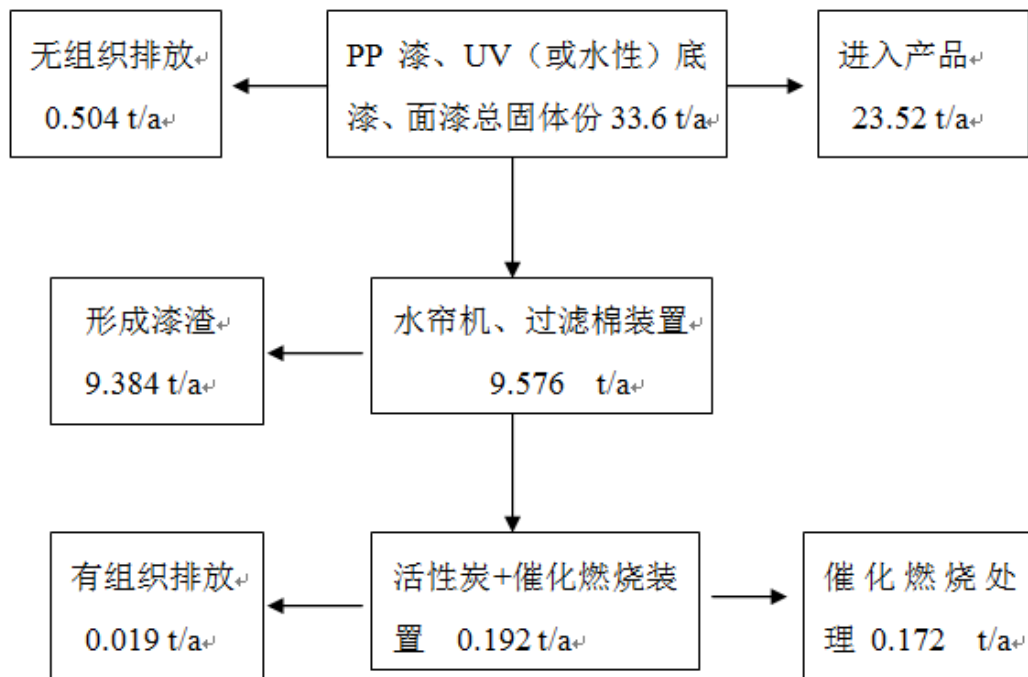 无组织排放↵
0.504 t/a↵
PP 漆、UV（或水性）底
漆、面漆总固体份 33.6 t/a↵
进入产品↵
23.52 t/a↵
形成漆渣↵
9.384 t/a↵
水帘机、过滤棉装置↵
9.576 t/a↵
有组织排放↵
0.019 t/a↵
活性炭+催化燃烧装
置 0.192 t/a↵
催化燃烧处
理 0.172 t/a↵